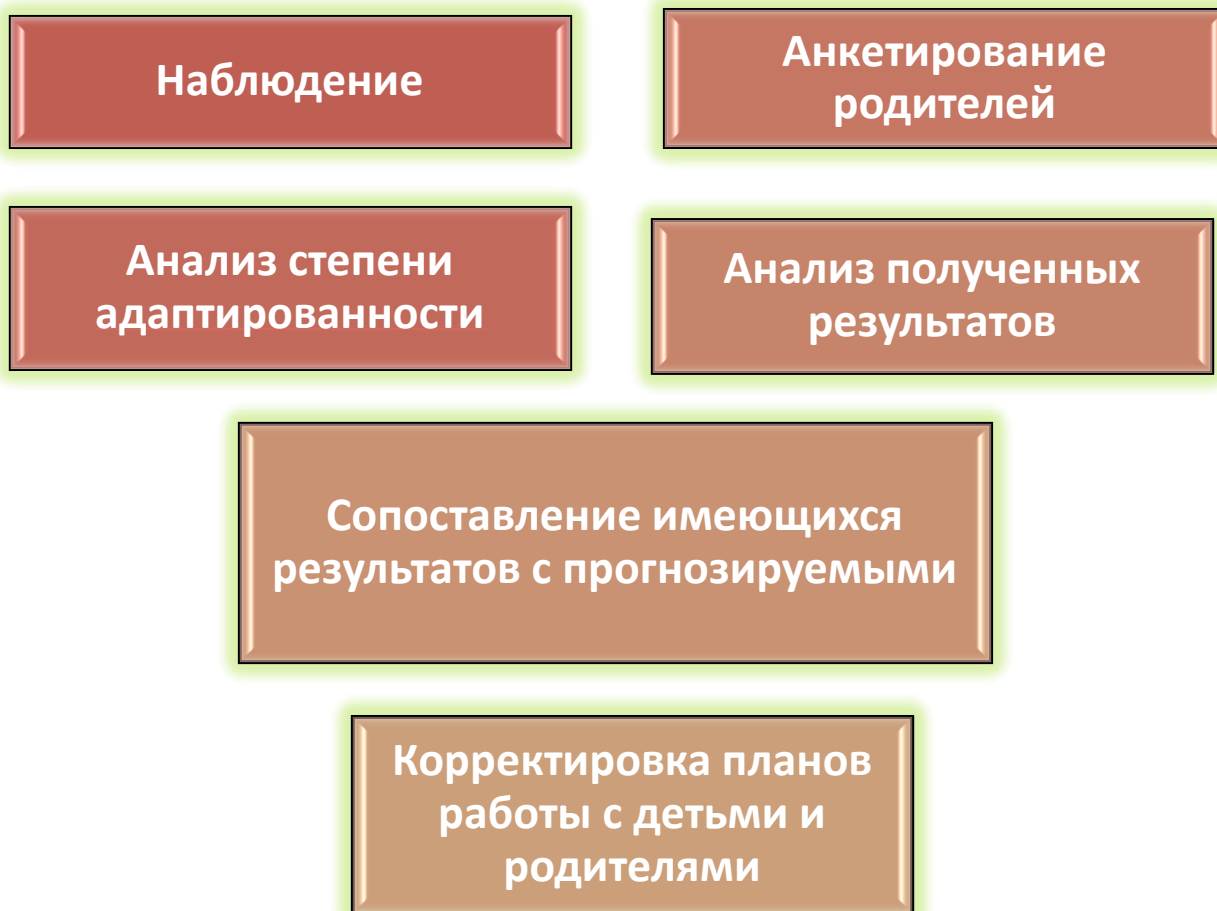 Наблюдение
Анкетирование
родителей
Анализ степени
адаптированности
Анализ полученных
результатов
Сопоставление имеющихся
результатов с прогнозируемыми
Корректировка планов
работы с детьми и
родителями